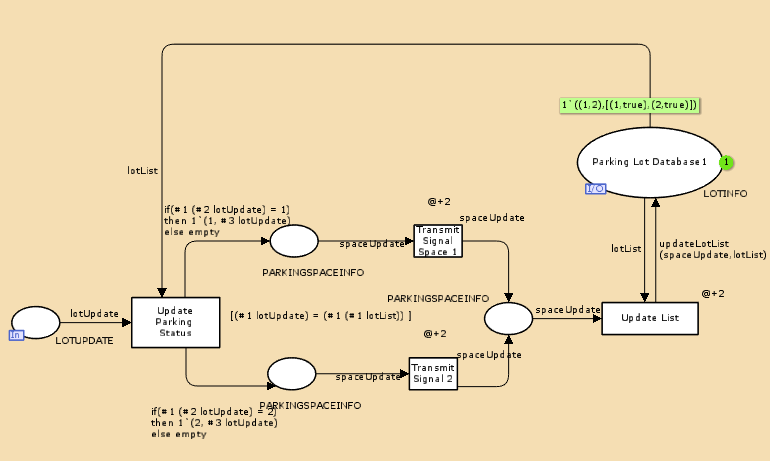 1`((1,2),[(1,true),(2,true)])
Parking Lot Database1
1
I/O
LOTINFO
lotList
@+2
if(#1 (#2 lotUpdate) = 1)
then 1`(1, #3 lotUpdate)
else empty
spaceUpdate
Transmit
Signal
Space 1
spaceUpdate
lotList
updateLotList
(spaceUpdate,lotList)
PARKINGSPACEINFO
PARKINGSPACEINFO
@+2
lotUpdate
Update
Parking
Status
[(#1 lotUpdate) = (#1 (#1 lotList)) ]
spaceUpdate
Update List
In
LOTUPDATE
@+2
spaceUpdate
spaceUpdate
Transmit
Signal 2
PARKINGSPACEINFO
if(#1 (#2 lotUpdate) = 2)
then 1`(2, #3 lotUpdate)
else empty